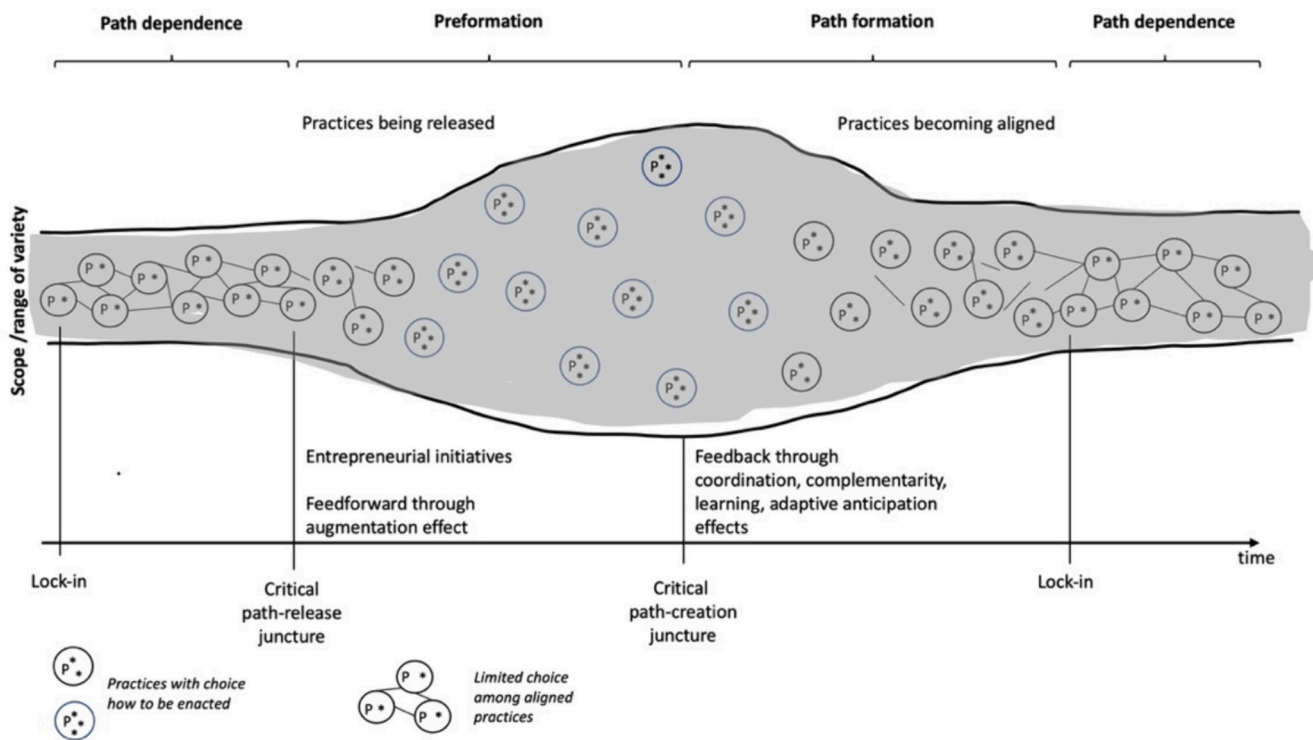 Path dependence
Preformation
Path formation
Path dependence
Practices being released
Practices becoming aligned
Scope /range of variety
P *
P *
P *
P *
P *
P *
P *
P *
P *
P * * *
P * * *
P * * *
P * * * *
P * * * *
P * * * *
P * * * *
P * * * *
P * * * *
P * * * *
P * * * *
P * * * *
P * * * *
P * * * *
P * * *
P * * *
P * * *
P * * *
P * * *
P * * *
P * * *
P * * *
P * * *
P *
P *
P *
P *
P *
P *
P *
Entrepreneurial initiatives
Feedforward through
augmentation effect
Feedback through
coordination, complementarity,
learning, adaptive anticipation
effects
time
Lock-in
Critical
path-release
juncture
Critical
path-creation
juncture
Lock-in
P * * *
P * * * *
Practices with choice
how to be enacted
P *
P *
P *
Limited choice
among aligned
practices